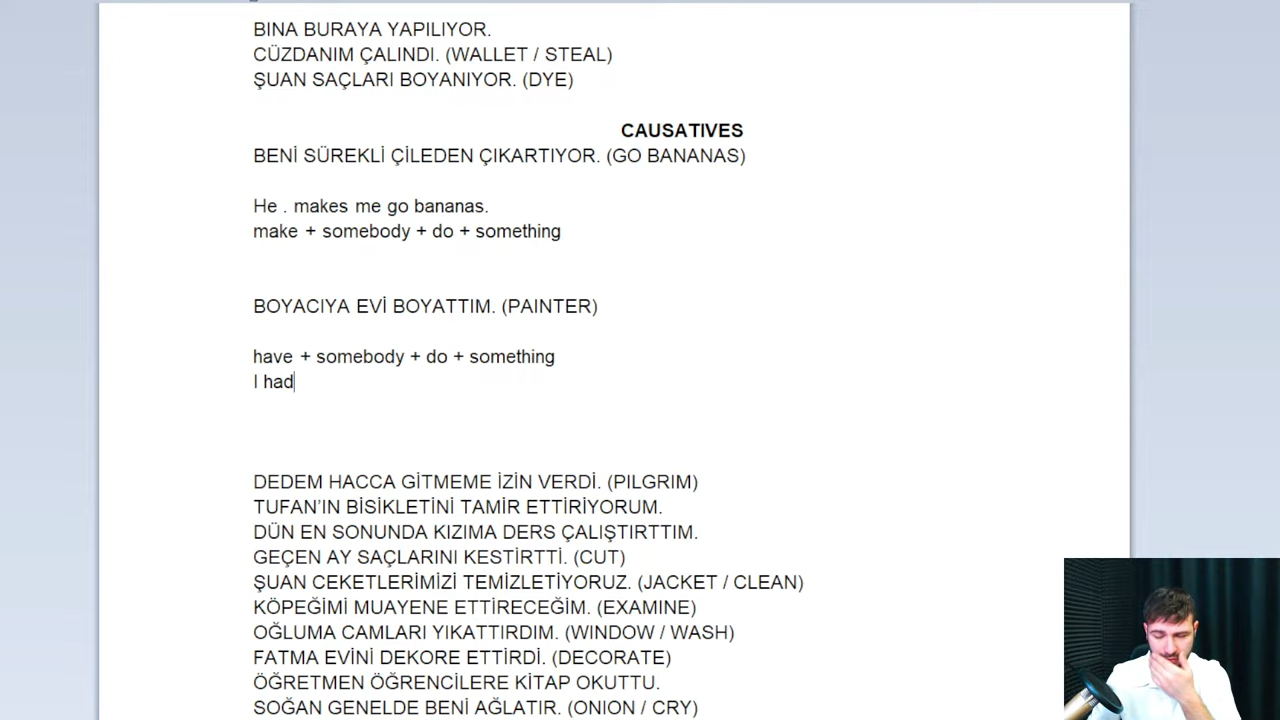 BINA BURAYA YAPILIYOR.
CÜZDANIM ÇALINDI. (WALLET / STEAL)
ŞUAN SAÇLARI BOYANIYOR. (DYE)
CAUSATIVES
BENİ SÜREKLİ ÇİLEDEN ÇIKARTIYOR. (GO BANANAS)
He . makes me go bananas.
make + somebody + do + something
BOYACIYA EVİ BOYATTIM. (PAINTER)
have + somebody + do + something
I had
DEDEM HACCA GİTMEME İZİN VERDİ. (PILGRIM)
TUFAN'IN BİSİKLETİNİ TAMİR ETTİRİYORUM.
DÜN EN SONUNDA KIZIMA DERS ÇALIŞTIRTTIM.
GEÇEN AY SAÇLARINI KESTİRTTİ. (CUT)
ŞUAN CEKETLERİMİZİ TEMİZLETİYORUZ. (JACKET / CLEAN)
KÖPEĞİMİ MUAYENE ETTİRECEĞİM. (EXAMINE)
OĞLUMA CAMLARI YIKATTIRDIM. (WINDOW / WASH)
FATMA EVİNİ DEKORE ETTİRDİ. (DECORATE)
ÖĞRETMEN ÖĞRENCİLERE KİTAP OKUTTU.
SOĞAN GENELDE BENİ AĞLATIR. (ONION / CRY)